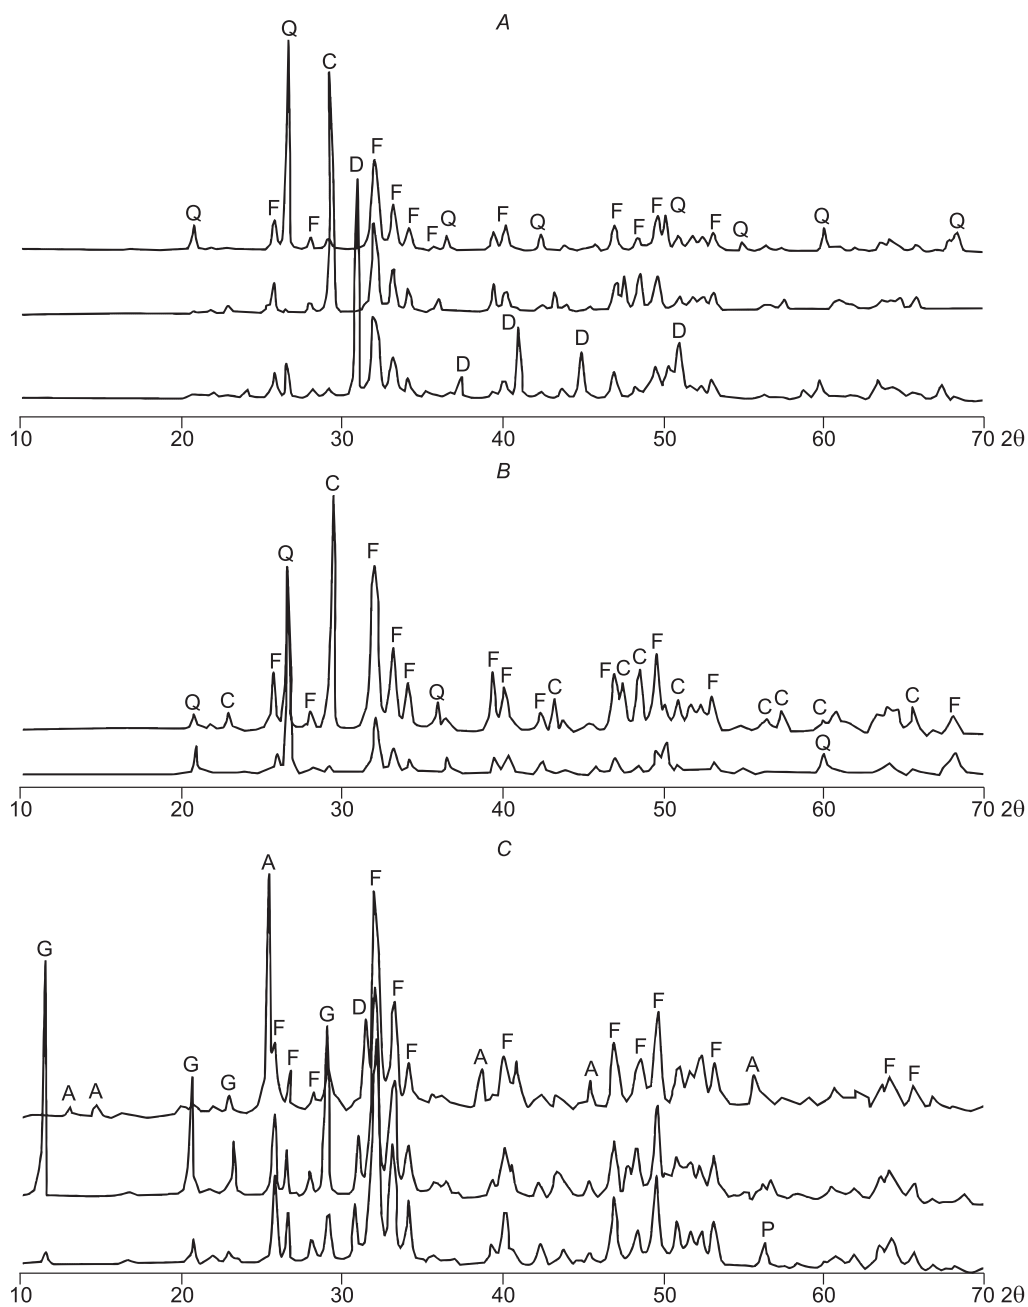 A
Q
C
D
F
Q F F F F F Q F Q F F F Q F Q Q Q
D D D D
10 20 30 40 50 60 70 2θ
B
C
Q F
F F F
Q C F Q F F F C F C C F C F C C C C F
Q
10 20 30 40 50 60 70 2θ
C
A
F
G
F
A A G G F F F G D F A F A F F F F A F F
P
10 20 30 40 50 60 70 2θ